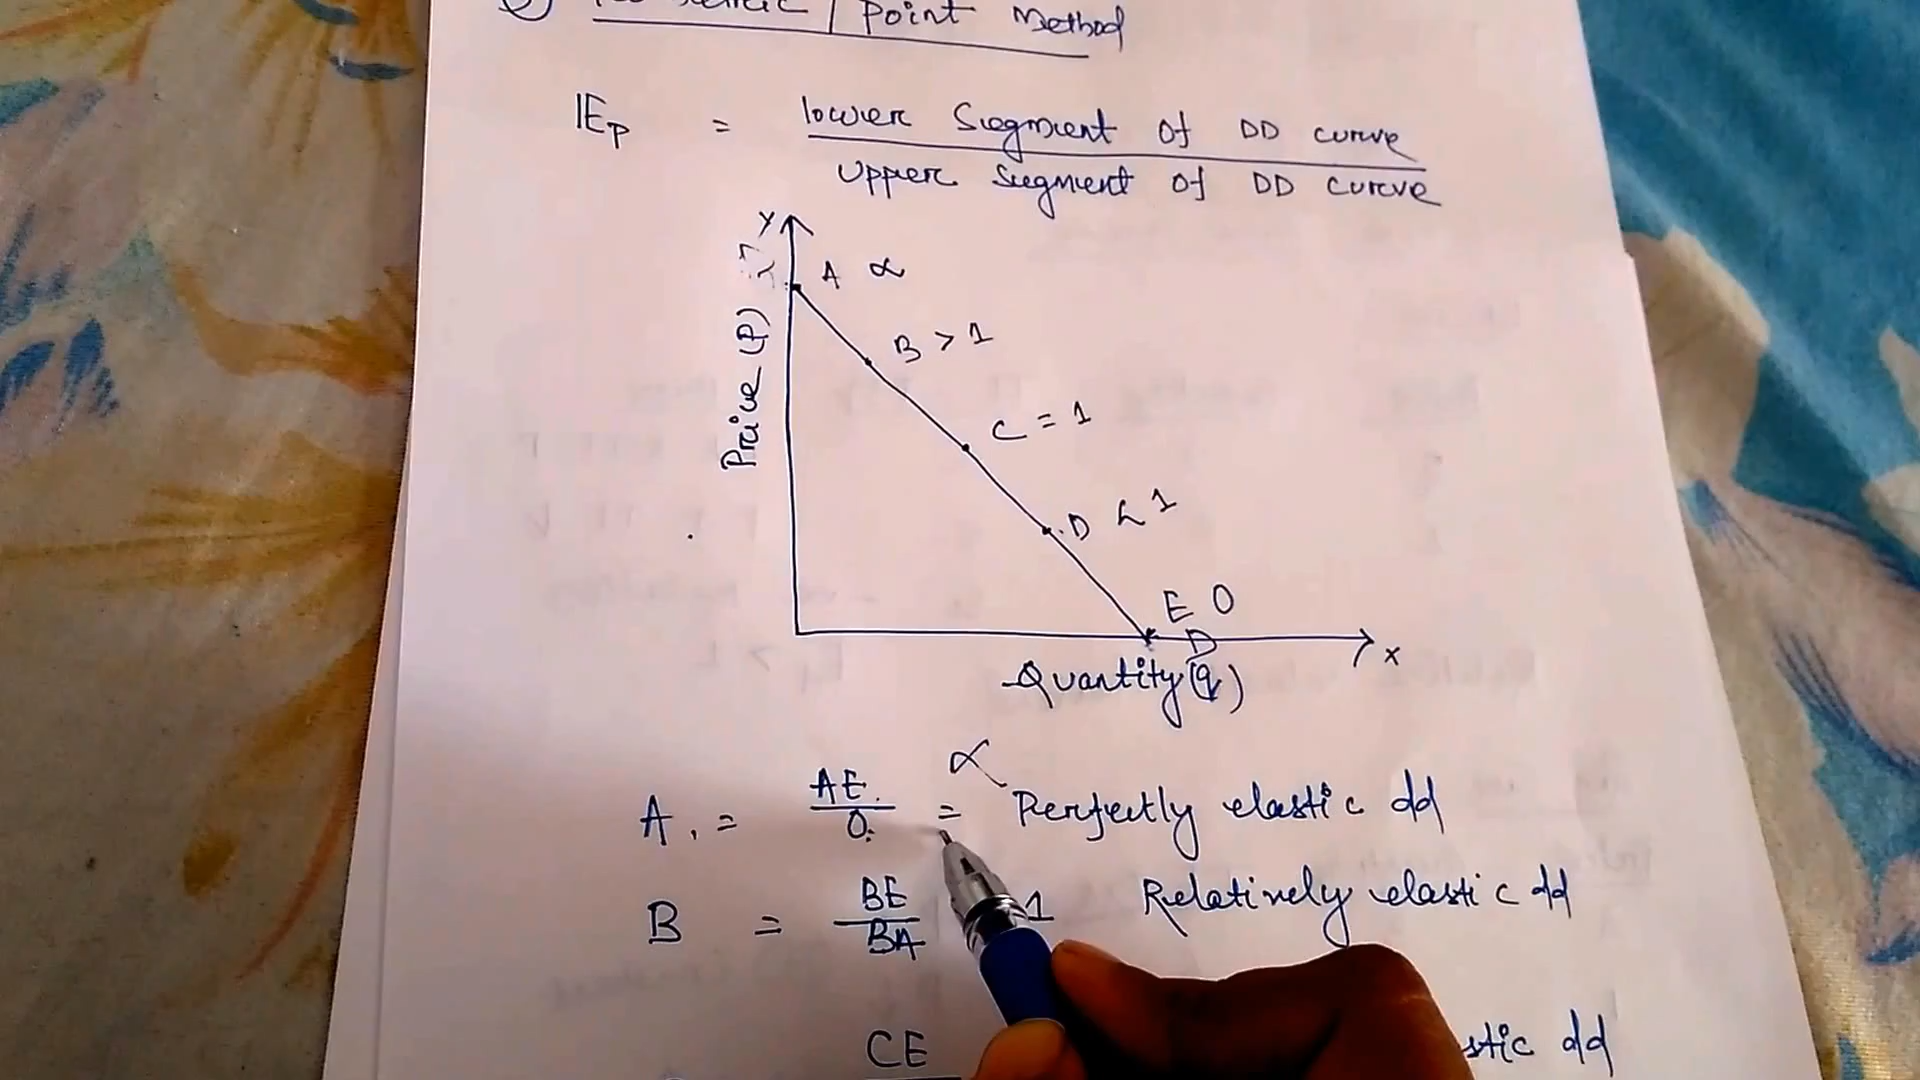 Point Method
Ep = lower Segment of DD curve
Upper Segment of DD curve
Y
A ∝
B > 1
Price (P)
C = 1
D < 1
E 0
D
x
Quantity (q)
∝
A. = AE. / 0. = Perfectly elastic dd
B = BE / BA 1 Relatively elastic dd
CE stic dd